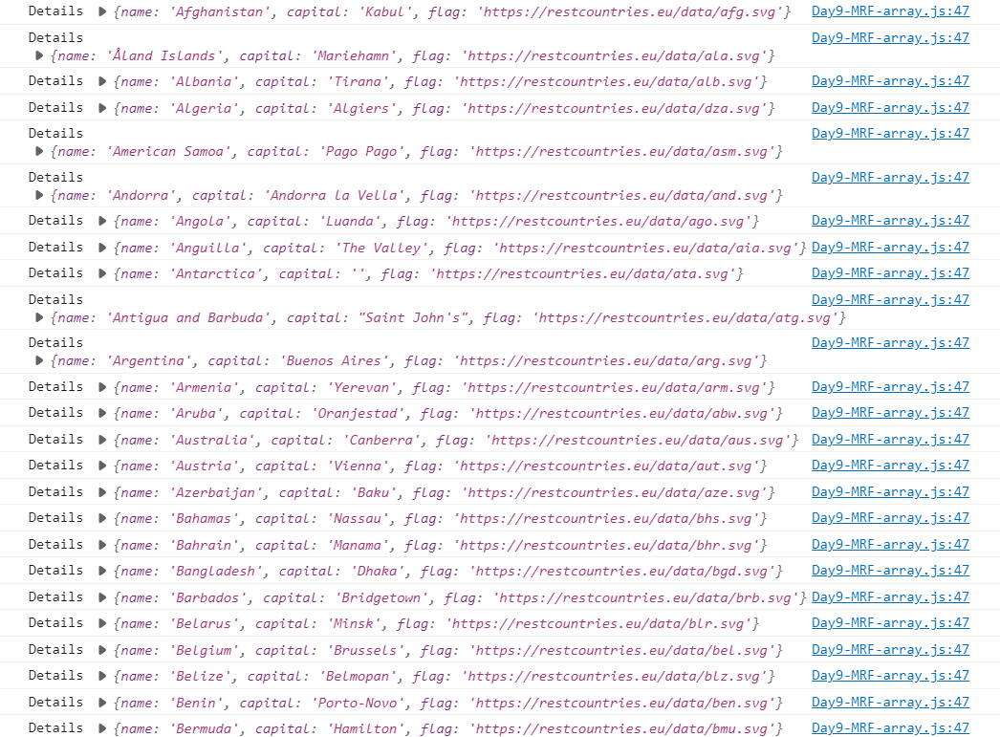 Details ▶ {name: 'Afghanistan', capital: 'Kabul', flag: 'https://restcountries.eu/data/afg.svg'} Day9-MRF-array.js:47
Details Day9-MRF-array.js:47
▶ {name: 'Åland Islands', capital: 'Mariehamn', flag: 'https://restcountries.eu/data/ala.svg'}
Details ▶ {name: 'Albania', capital: 'Tirana', flag: 'https://restcountries.eu/data/alb.svg'} Day9-MRF-array.js:47
Details ▶ {name: 'Algeria', capital: 'Algiers', flag: 'https://restcountries.eu/data/dza.svg'} Day9-MRF-array.js:47
Details Day9-MRF-array.js:47
▶ {name: 'American Samoa', capital: 'Pago Pago', flag: 'https://restcountries.eu/data/asm.svg'}
Details Day9-MRF-array.js:47
▶ {name: 'Andorra', capital: 'Andorra la Vella', flag: 'https://restcountries.eu/data/and.svg'}
Details ▶ {name: 'Angola', capital: 'Luanda', flag: 'https://restcountries.eu/data/ago.svg'} Day9-MRF-array.js:47
Details ▶ {name: 'Anguilla', capital: 'The Valley', flag: 'https://restcountries.eu/data/aia.svg'} Day9-MRF-array.js:47
Details ▶ {name: 'Antarctica', capital: '', flag: 'https://restcountries.eu/data/ata.svg'} Day9-MRF-array.js:47
Details Day9-MRF-array.js:47
▶ {name: 'Antigua and Barbuda', capital: "Saint John's", flag: 'https://restcountries.eu/data/atg.svg'}
Details Day9-MRF-array.js:47
▶ {name: 'Argentina', capital: 'Buenos Aires', flag: 'https://restcountries.eu/data/arg.svg'}
Details ▶ {name: 'Armenia', capital: 'Yerevan', flag: 'https://restcountries.eu/data/arm.svg'} Day9-MRF-array.js:47
Details ▶ {name: 'Aruba', capital: 'Oranjestad', flag: 'https://restcountries.eu/data/abw.svg'} Day9-MRF-array.js:47
Details ▶ {name: 'Australia', capital: 'Canberra', flag: 'https://restcountries.eu/data/aus.svg'} Day9-MRF-array.js:47
Details ▶ {name: 'Austria', capital: 'Vienna', flag: 'https://restcountries.eu/data/aut.svg'} Day9-MRF-array.js:47
Details ▶ {name: 'Azerbaijan', capital: 'Baku', flag: 'https://restcountries.eu/data/aze.svg'} Day9-MRF-array.js:47
Details ▶ {name: 'Bahamas', capital: 'Nassau', flag: 'https://restcountries.eu/data/bhs.svg'} Day9-MRF-array.js:47
Details ▶ {name: 'Bahrain', capital: 'Manama', flag: 'https://restcountries.eu/data/bhr.svg'} Day9-MRF-array.js:47
Details ▶ {name: 'Bangladesh', capital: 'Dhaka', flag: 'https://restcountries.eu/data/bgd.svg'} Day9-MRF-array.js:47
Details ▶ {name: 'Barbados', capital: 'Bridgetown', flag: 'https://restcountries.eu/data/brb.svg'} Day9-MRF-array.js:47
Details ▶ {name: 'Belarus', capital: 'Minsk', flag: 'https://restcountries.eu/data/blr.svg'} Day9-MRF-array.js:47
Details ▶ {name: 'Belgium', capital: 'Brussels', flag: 'https://restcountries.eu/data/bel.svg'} Day9-MRF-array.js:47
Details ▶ {name: 'Belize', capital: 'Belmopan', flag: 'https://restcountries.eu/data/blz.svg'} Day9-MRF-array.js:47
Details ▶ {name: 'Benin', capital: 'Porto-Novo', flag: 'https://restcountries.eu/data/ben.svg'} Day9-MRF-array.js:47
Details ▶ {name: 'Bermuda', capital: 'Hamilton', flag: 'https://restcountries.eu/data/bmu.svg'} Day9-MRF-array.js:47